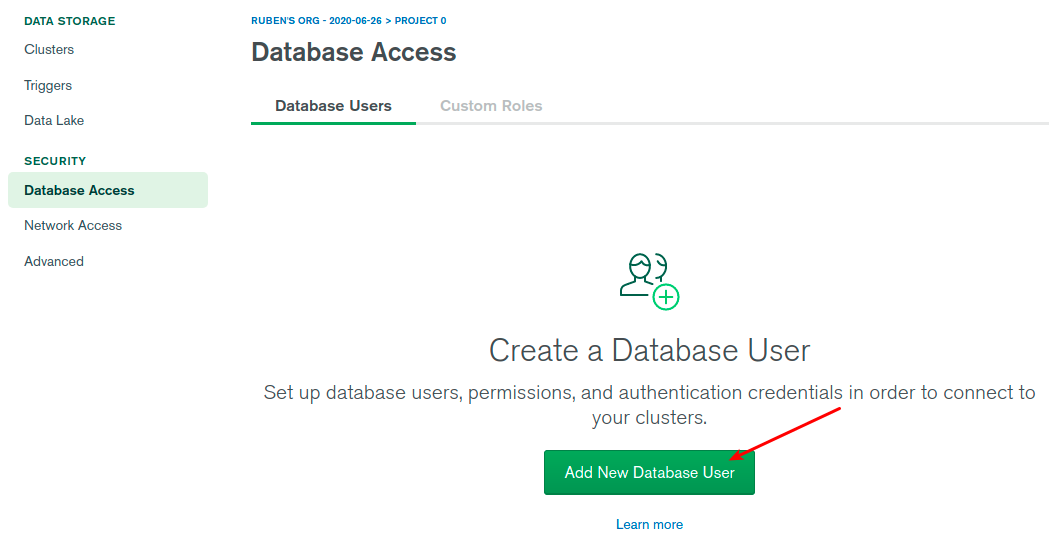 DATA STORAGE
Clusters
Triggers
Data Lake
SECURITY
Database Access
Network Access
Advanced
RUBEN'S ORG - 2020-06-26 > PROJECT 0
Database Access
Database Users
Custom Roles
Create a Database User
Set up database users, permissions, and authentication credentials in order to connect to
your clusters.
Add New Database User
Learn more